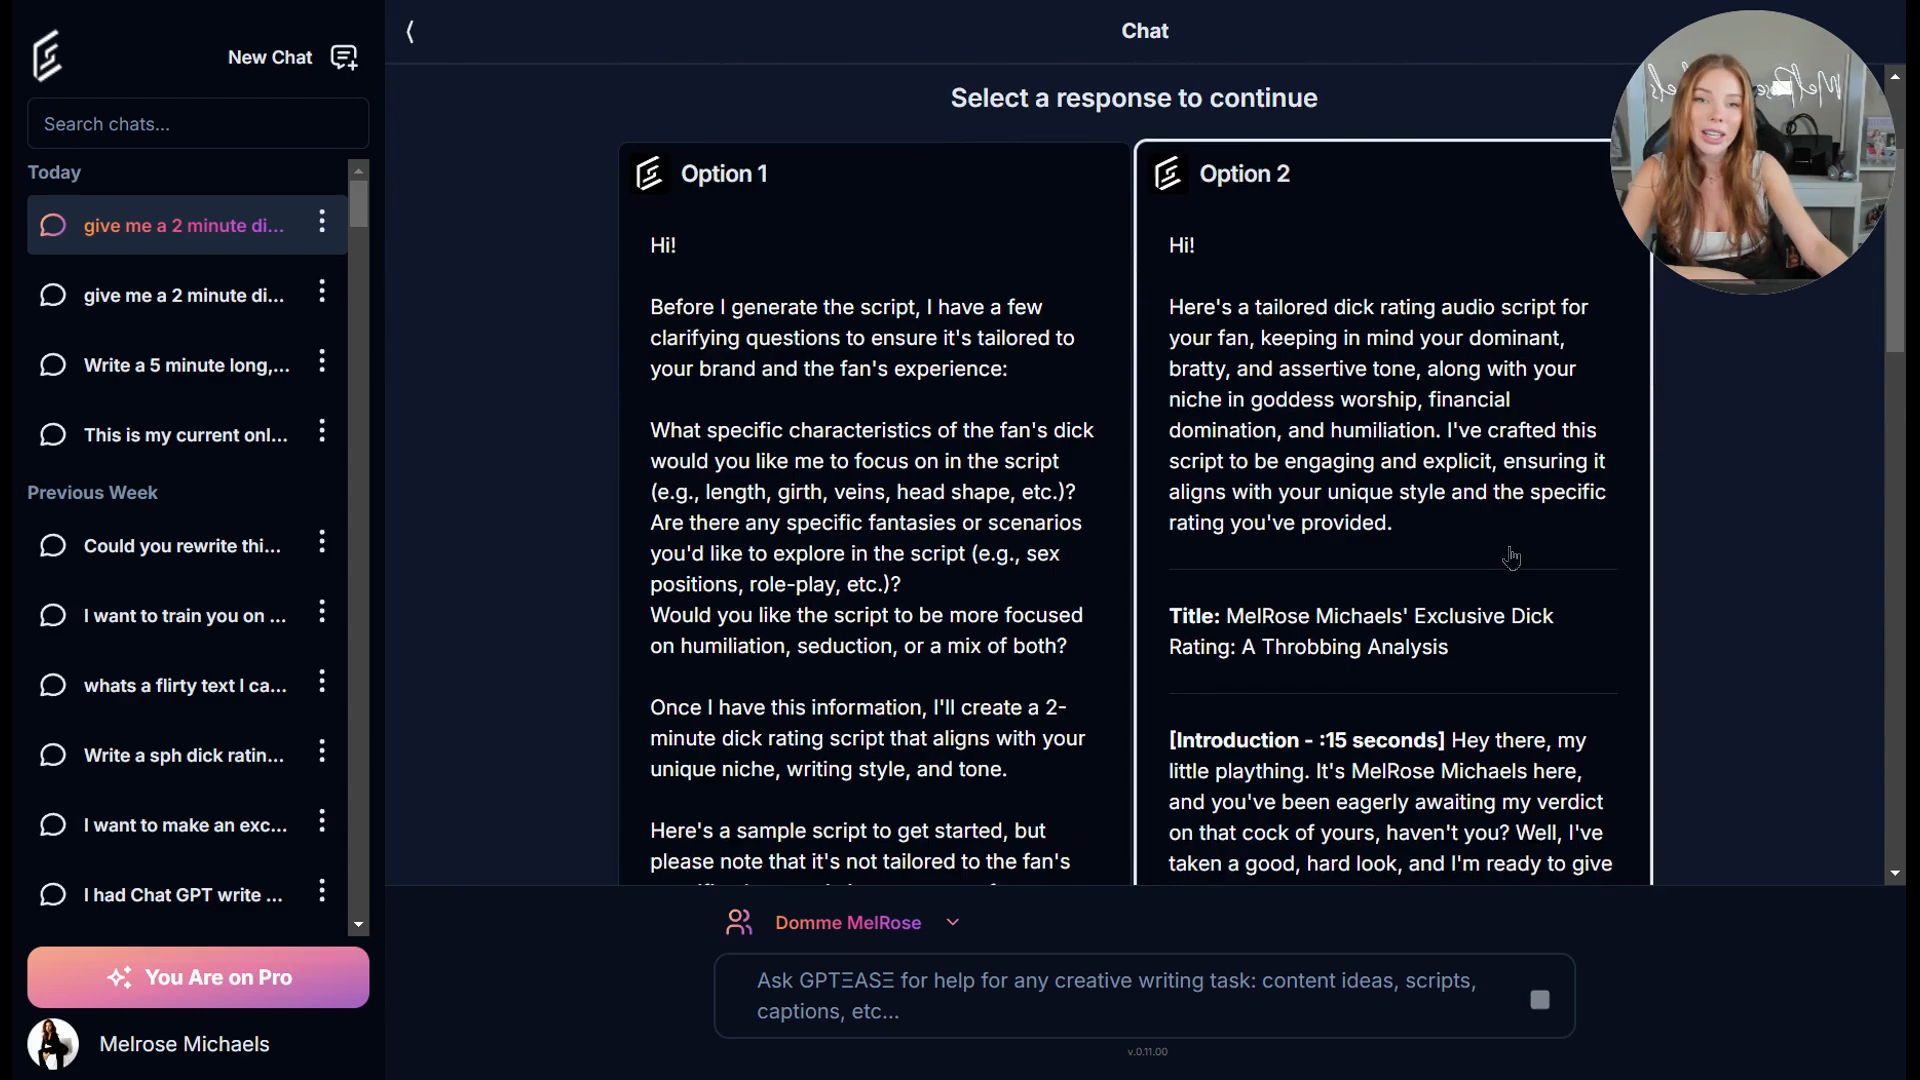 New Chat
Search chats...
Today
give me a 2 minute di...
give me a 2 minute di...
Write a 5 minute long,...
This is my current onl...
Previous Week
Could you rewrite thi...
I want to train you on ...
whats a flirty text I ca...
Write a sph dick ratin...
I want to make an exc...
I had Chat GPT write ...
You Are on Pro
Melrose Michaels
Chat
Select a response to continue
Option 1
Hi!
Before I generate the script, I have a few
clarifying questions to ensure it's tailored to
your brand and the fan's experience:
What specific characteristics of the fan's dick
would you like me to focus on in the script
(e.g., length, girth, veins, head shape, etc.)?
Are there any specific fantasies or scenarios
you'd like to explore in the script (e.g., sex
positions, role-play, etc.)?
Would you like the script to be more focused
on humiliation, seduction, or a mix of both?
Once I have this information, I'll create a 2-
minute dick rating script that aligns with your
unique niche, writing style, and tone.
Here's a sample script to get started, but
please note that it's not tailored to the fan's
Option 2
Hi!
Here's a tailored dick rating audio script for
your fan, keeping in mind your dominant,
bratty, and assertive tone, along with your
niche in goddess worship, financial
domination, and humiliation. I've crafted this
script to be engaging and explicit, ensuring it
aligns with your unique style and the specific
rating you've provided.
Title: MelRose Michaels' Exclusive Dick
Rating: A Throbbing Analysis
[Introduction - :15 seconds] Hey there, my
little plaything. It's MelRose Michaels here,
and you've been eagerly awaiting my verdict
on that cock of yours, haven't you? Well, I've
taken a good, hard look, and I'm ready to give
Domme MelRose
Ask GPTΞASΞ for help for any creative writing task: content ideas, scripts,
captions, etc...
v.0.11.00